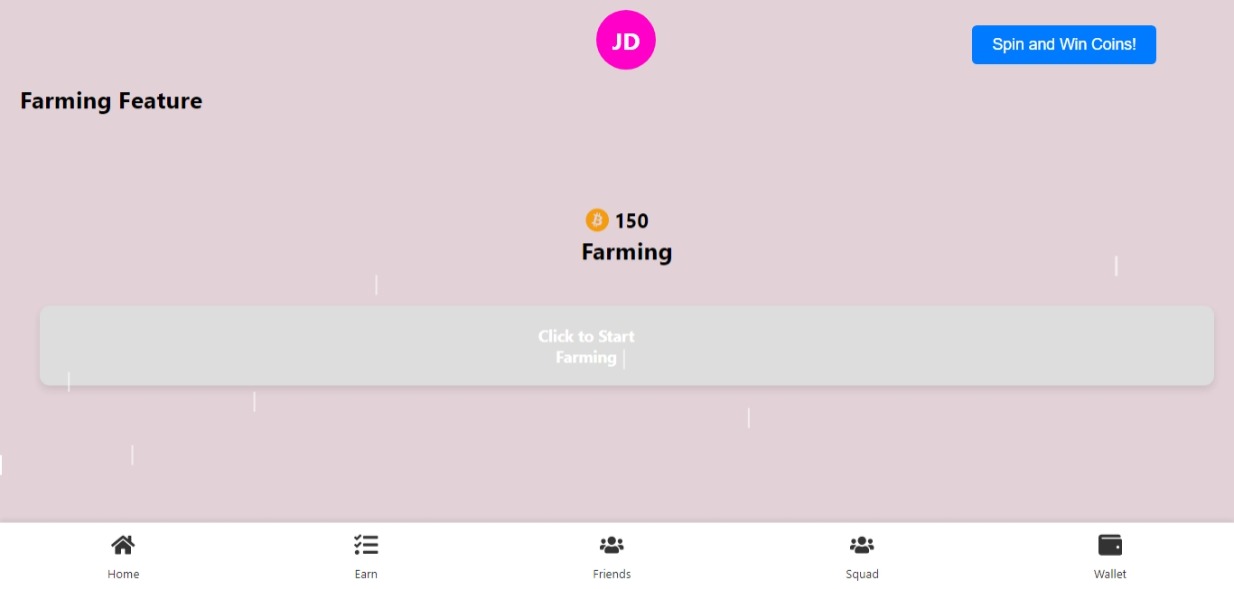 JD
Spin and Win Coins!
Farming Feature
150
Farming
Click to Start
Farming
Home
Earn
Friends
Squad
Wallet